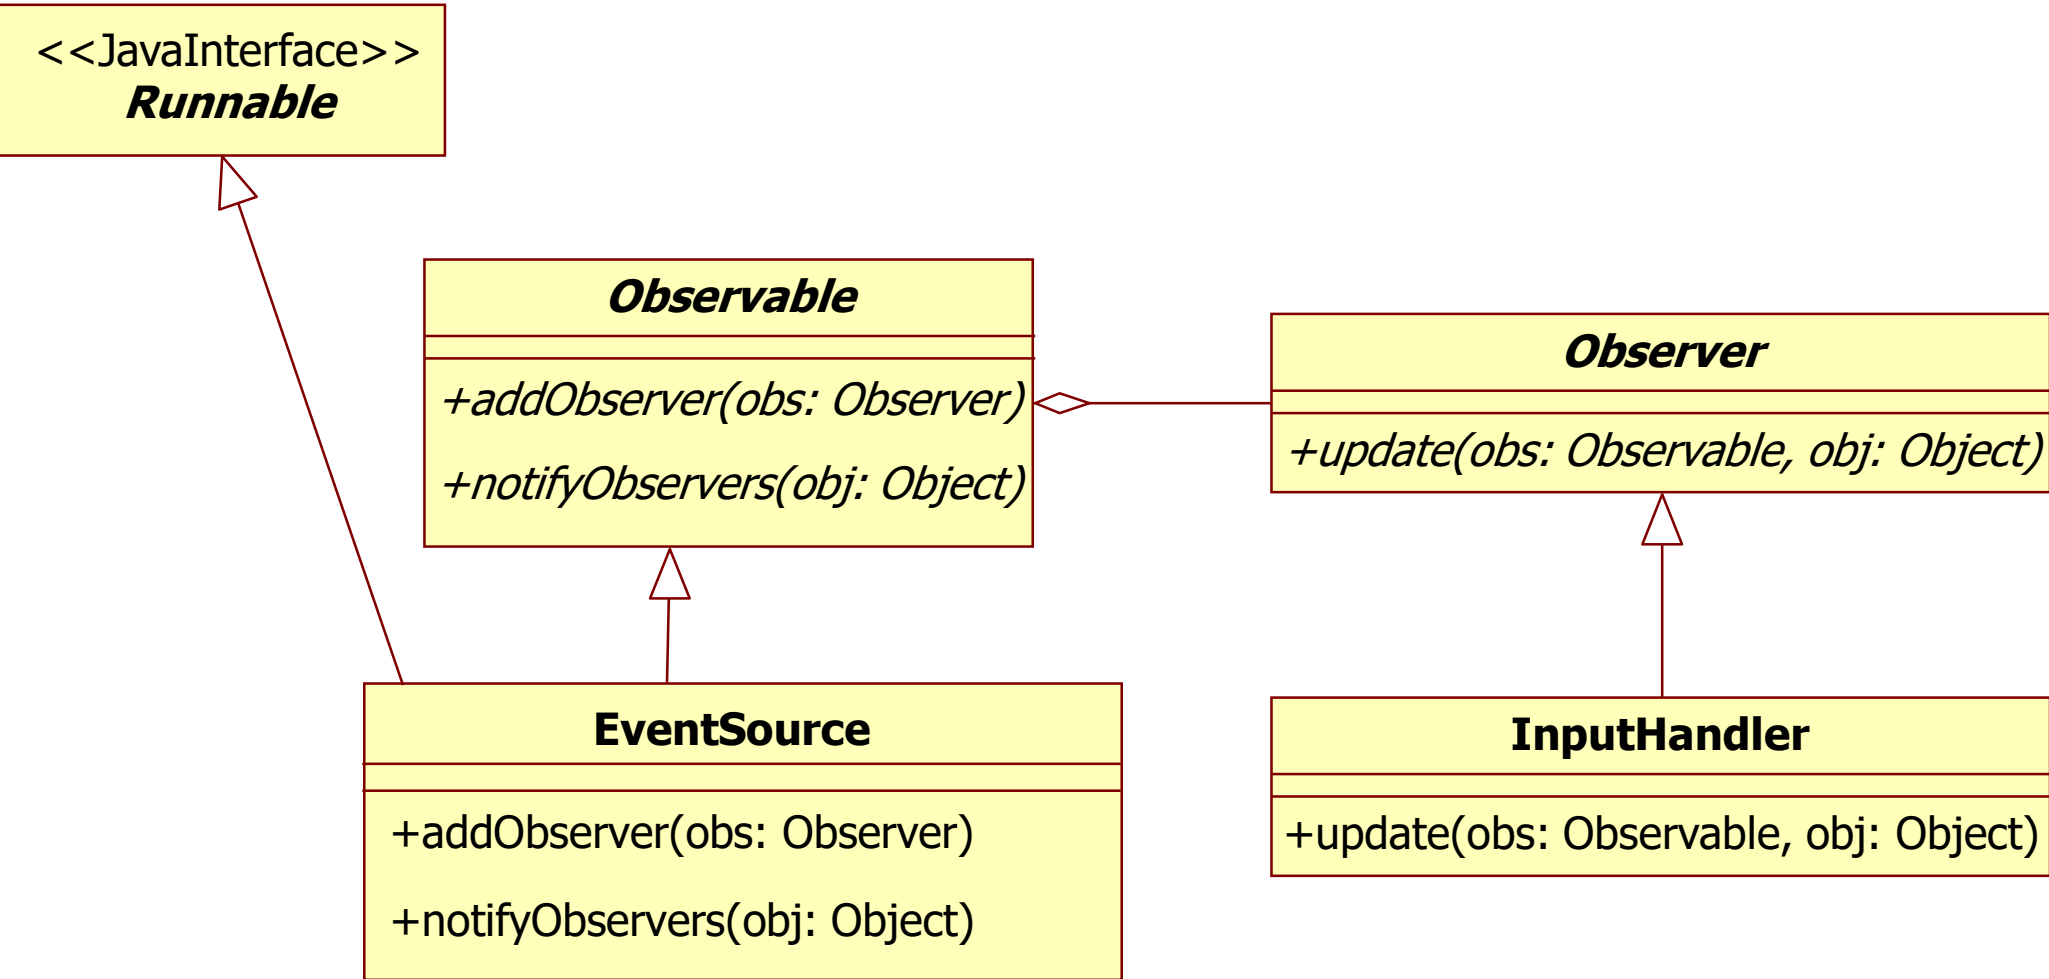 <<JavaInterface>>
Runnable
Observable
+addObserver(obs: Observer)
+notifyObservers(obj: Object)
Observer
+update(obs: Observable, obj: Object)
EventSource
+addObserver(obs: Observer)
+notifyObservers(obj: Object)
InputHandler
+update(obs: Observable, obj: Object)